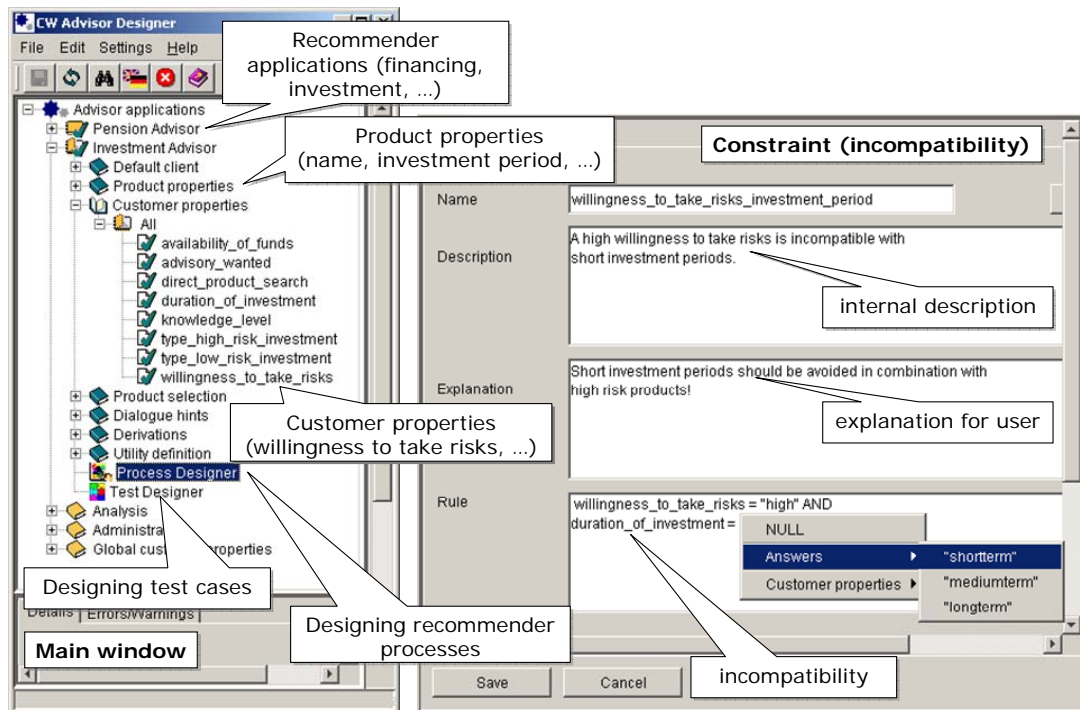 CW Advisor Designer
File Edit Settings Help
Recommender
applications (financing,
investment, ...)
Advisor applications
Pension Advisor
Investment Advisor
Default client
Product properties
Customer properties
All
availability_of_funds
advisory_wanted
direct_product_search
duration_of_investment
knowledge_level
type_high_risk_investment
type_low_risk_investment
willingness_to_take_risks
Product selection
Dialogue hints
Derivations
Utility definition
Process Designer
Test Designer
Analysis
Administra
Global cust properties
Product properties
(name, investment period, ...)
Customer properties
(willingness to take risks, ...)
Designing test cases
Details Errors/Warnings
Main window
Designing recommender
processes
Constraint (incompatibility)
Name
willingness_to_take_risks_investment_period
Description
A high willingness to take risks is incompatible with
short investment periods.
internal description
Explanation
Short investment periods should be avoided in combination with
high risk products!
explanation for user
Rule
willingness_to_take_risks = "high" AND
duration_of_investment =
NULL
Answers
Customer properties
"shortterm"
"mediumterm"
"longterm"
incompatibility
Save
Cancel